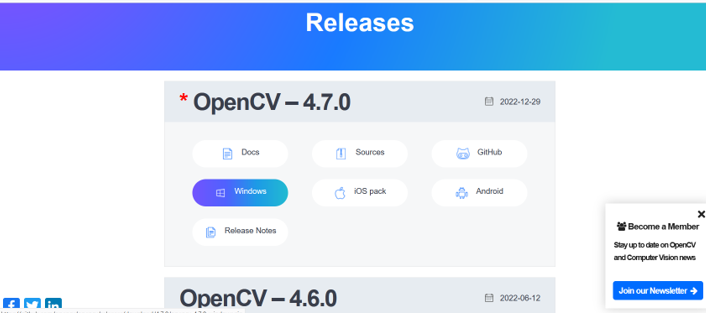 Releases
* OpenCV – 4.7.0
2022-12-29
Docs
Sources
GitHub
Windows
iOS pack
Android
Release Notes
Become a Member
Stay up to date on OpenCV
and Computer Vision news
Join our Newsletter
OpenCV – 4.6.0
2022-06-12